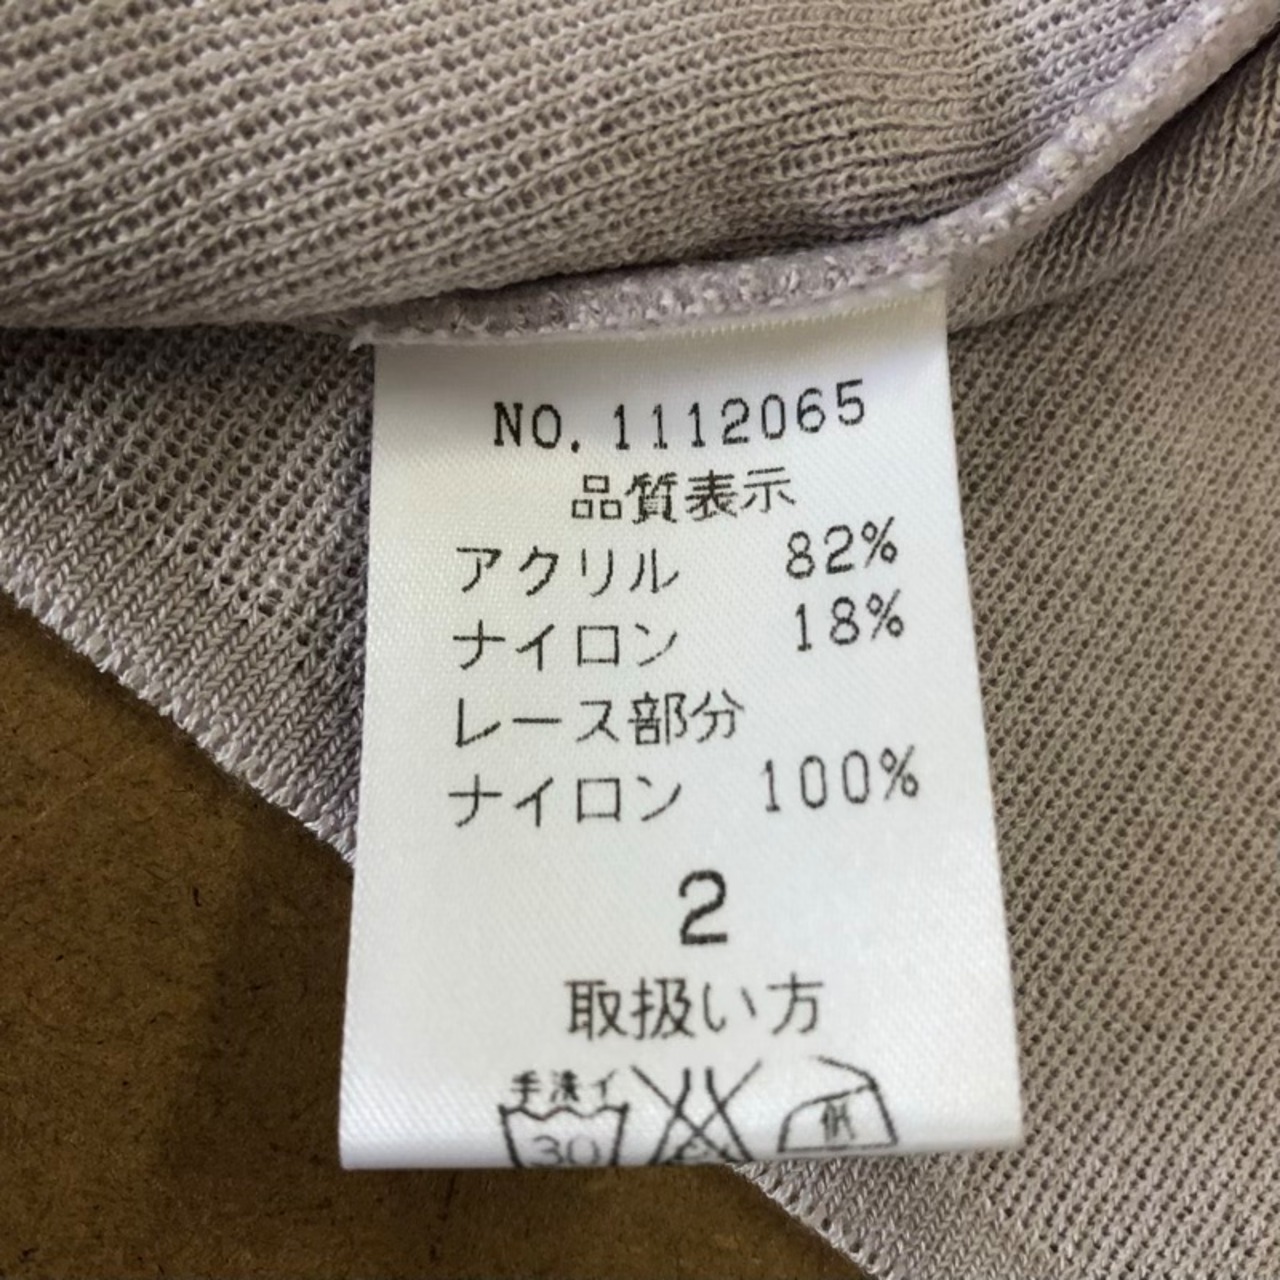 NO. 1112065
品質表示
アクリル 82%
ナイロン 18%
レース部分
ナイロン 100%
2
取扱い方
手洗イ
30
低